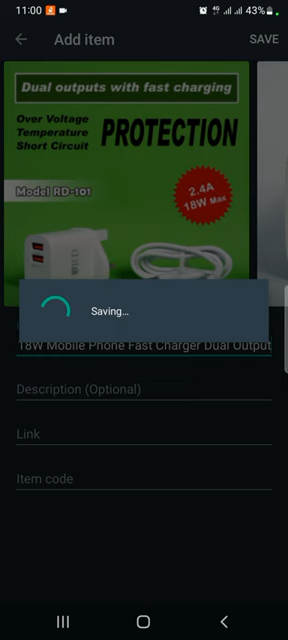 11:00
4G
43%
Add item
SAVE
Dual outputs with fast charging
Over Voltage
Temperature
Short Circuit
PROTECTION
Model RD-101
2.4A
18W Max
Saving...
18W Mobile Phone Fast Charger Dual Output
Description (Optional)
Link
Item code